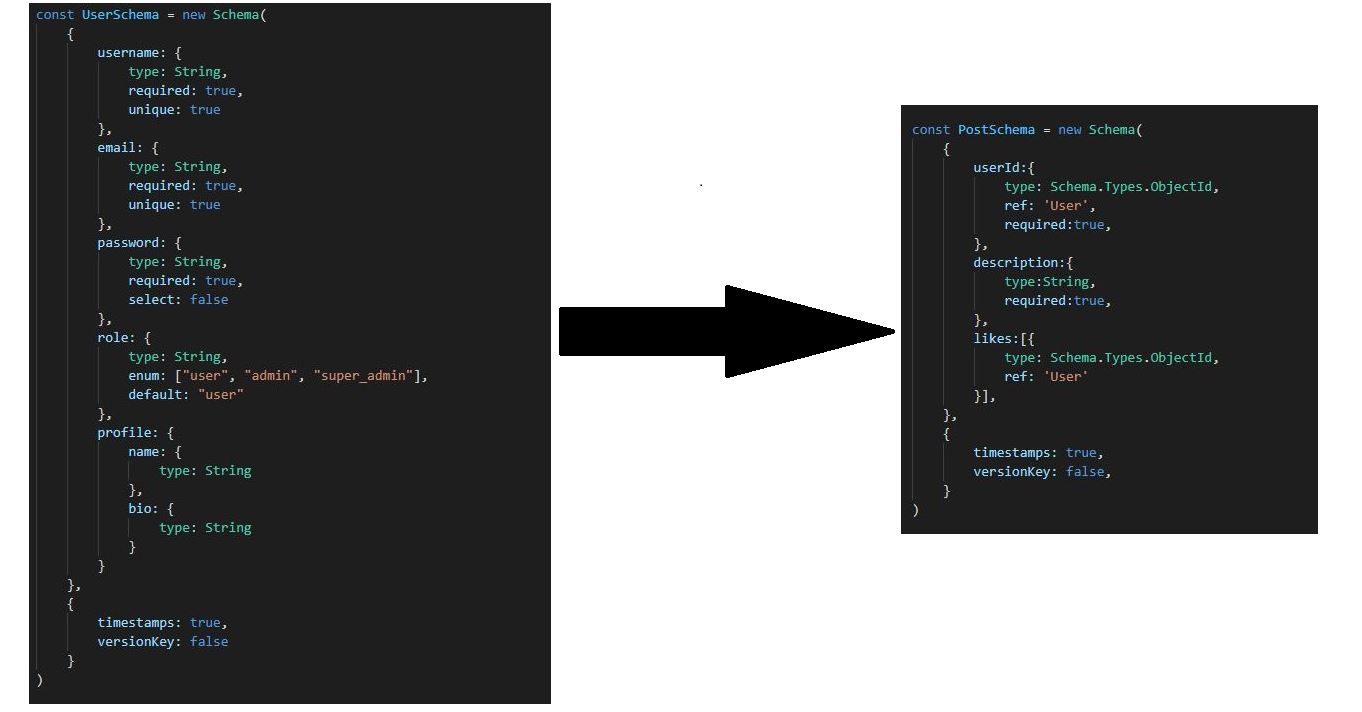 const UserSchema = new Schema(
{
username: {
type: String,
required: true,
unique: true
},
email: {
type: String,
required: true,
unique: true
},
password: {
type: String,
required: true,
select: false
},
role: {
type: String,
enum: ["user", "admin", "super_admin"],
default: "user"
},
profile: {
name: {
type: String
},
bio: {
type: String
}
}
},
{
timestamps: true,
versionKey: false
}
)
const PostSchema = new Schema(
{
userId:{
type: Schema.Types.ObjectId,
ref: 'User',
required:true,
},
description:{
type:String,
required:true,
},
likes:[{
type: Schema.Types.ObjectId,
ref: 'User'
}],
},
{
timestamps: true,
versionKey: false,
}
)